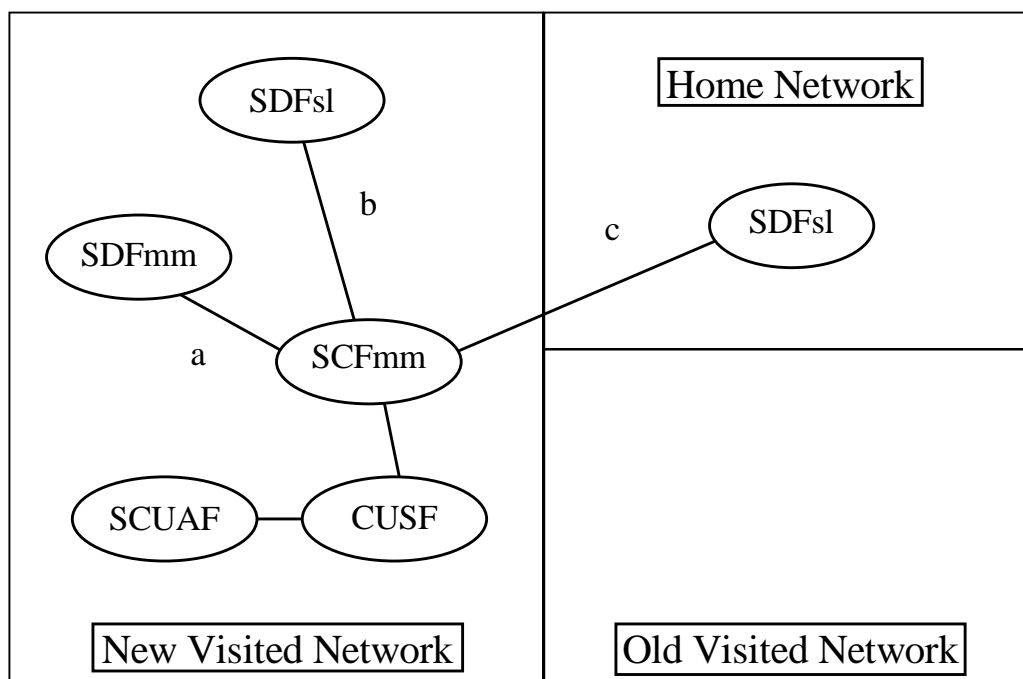 SDFsl
Home Network
b
SDFmm
c
SDFsl
a
SCFmm
SCUAF
CUSF
New Visited Network
Old Visited Network